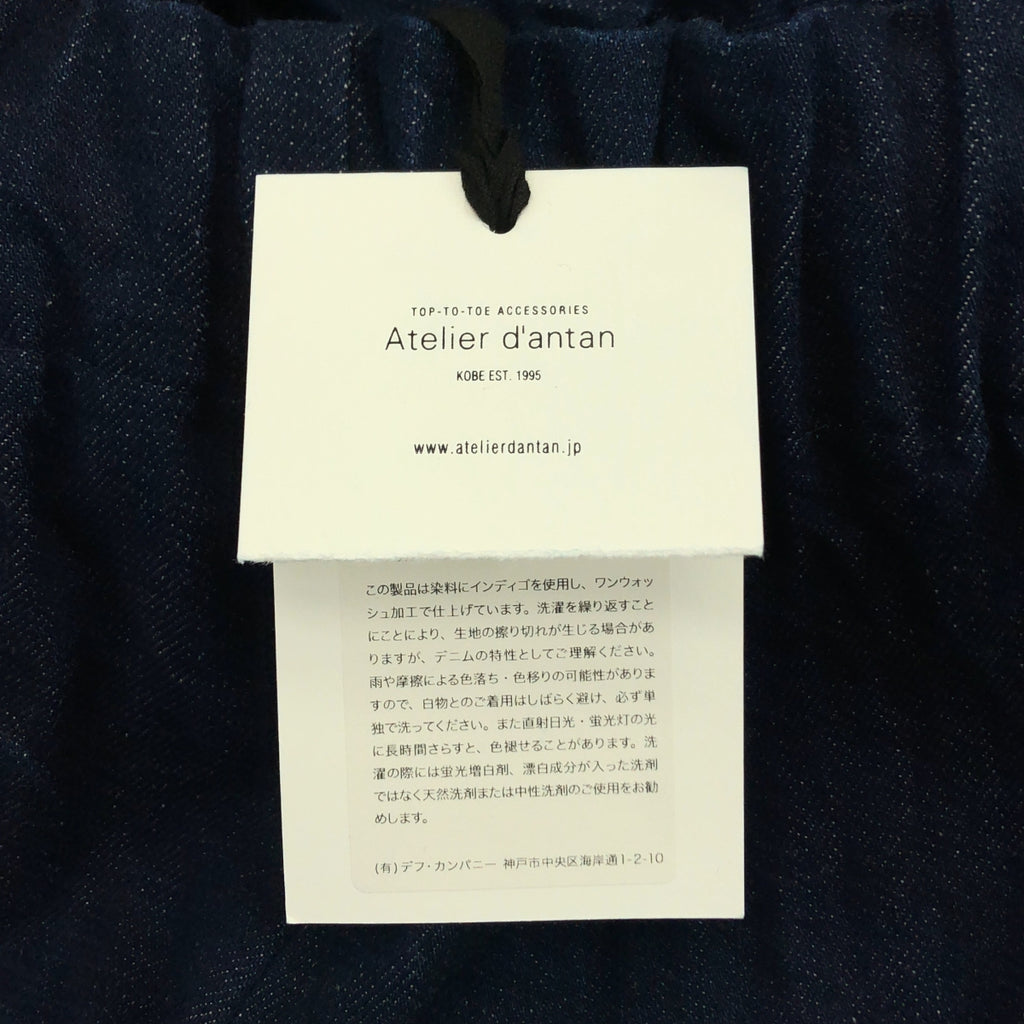 TOP-TO-TOE ACCESSORIES
Atelier d'antan
KOBE EST. 1995
www.atelierdantan.jp
この製品は染料にインディゴを使用し、ワンウォッ
シュ加工で仕上げています。洗濯を繰り返すこと
にことにより、生地の擦り切れが生じる場合があ
りますが、デニムの特性としてご理解ください。
雨や摩擦による色落ち・色移りの可能性がありま
すので、白物とのご着用はしばらく避け、必ず単
独で洗ってください。また直射日光・蛍光灯の光
に長時間さらすと、色褪せることがあります。洗
濯の際には蛍光増白剤、漂白成分が入った洗剤
ではなく天然洗剤または中性洗剤のご使用をお勧
めします。
(有)デフ・カンパニー 神戸市中央区海岸通1-2-10